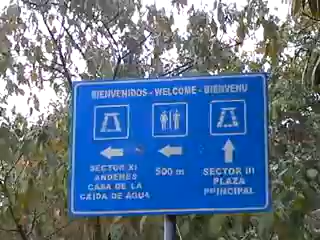 BIENVENIDOS - WELCOME - BIENVENU
SECTOR XI
ANDENES
CASA DE LA
CAIDA DE AGUA
500 m
SECTOR III
PLAZA
PRINCIPAL